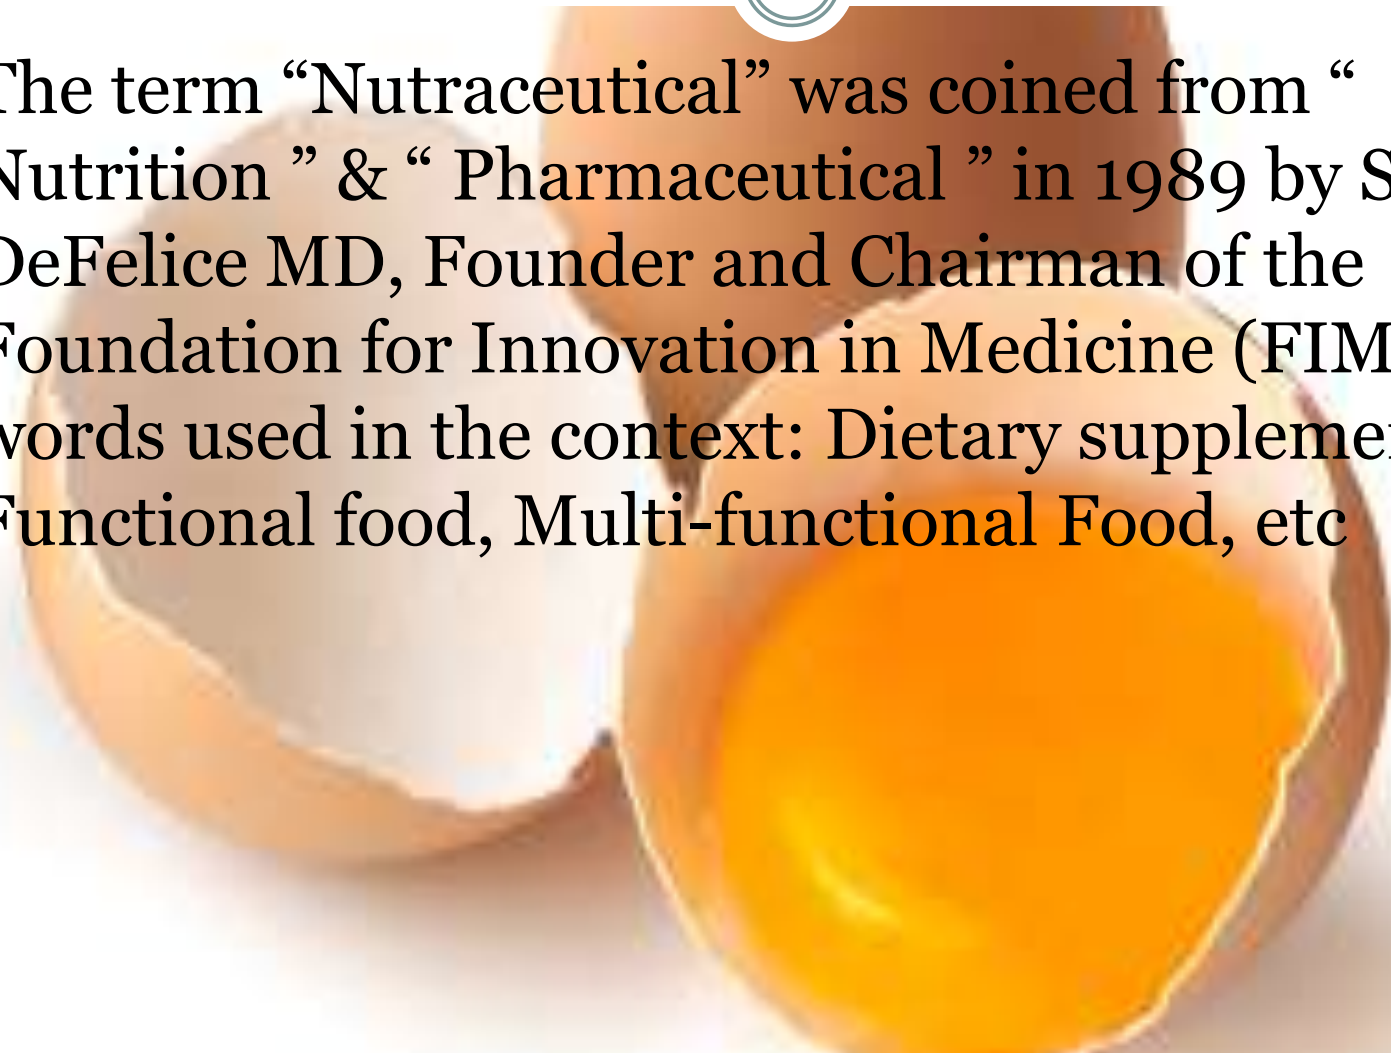 The term “Nutraceutical” was coined from “
Nutrition ” & “ Pharmaceutical ” in 1989 by S
DeFelice MD, Founder and Chairman of the
Foundation for Innovation in Medicine (FIM
words used in the context: Dietary suppleme
Functional food, Multi-functional Food, etc